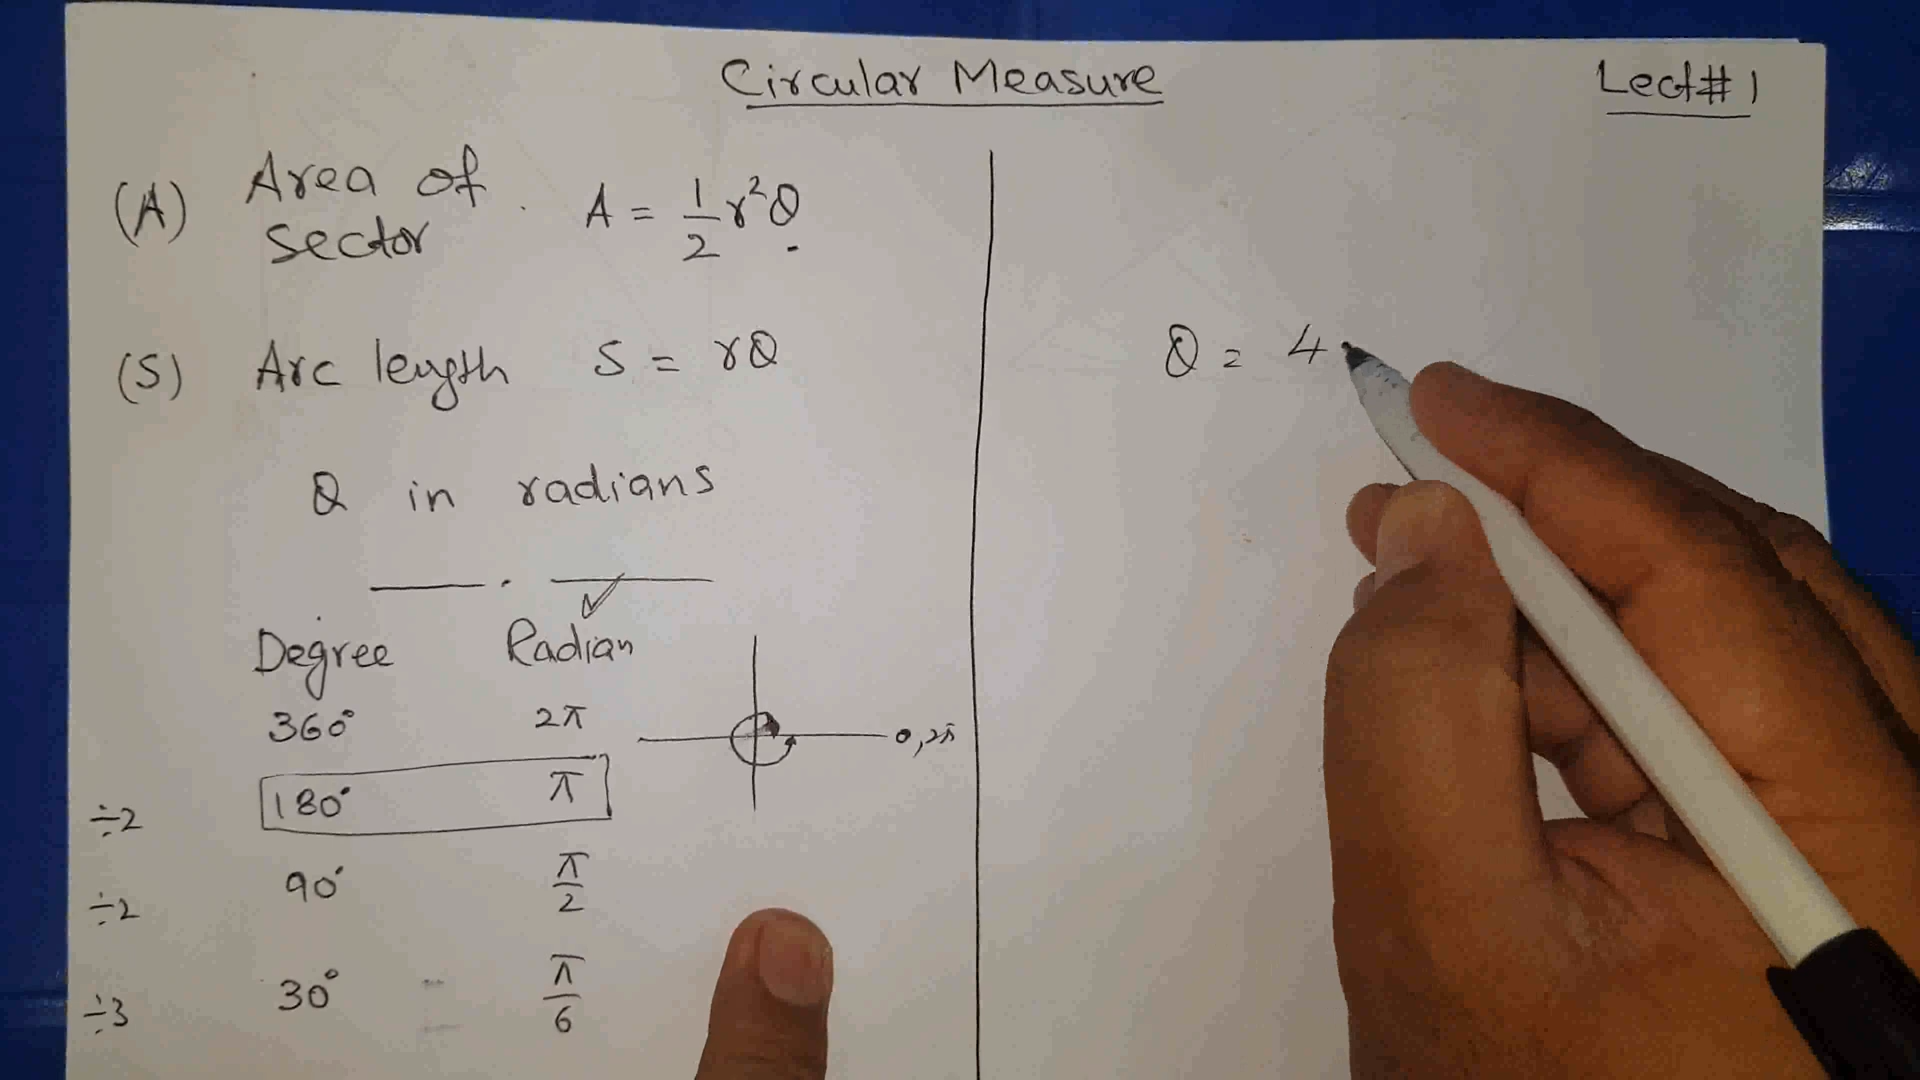 Circular Measure
Lect# 1
(A) Area of sector A = 1/2 r²θ
(S) Arc length S = rθ
θ in radians
Degree Radian
360° 2π
0, 2π
÷2 180° π
÷2 90° π/2
÷3 30° = π/6
θ = 4